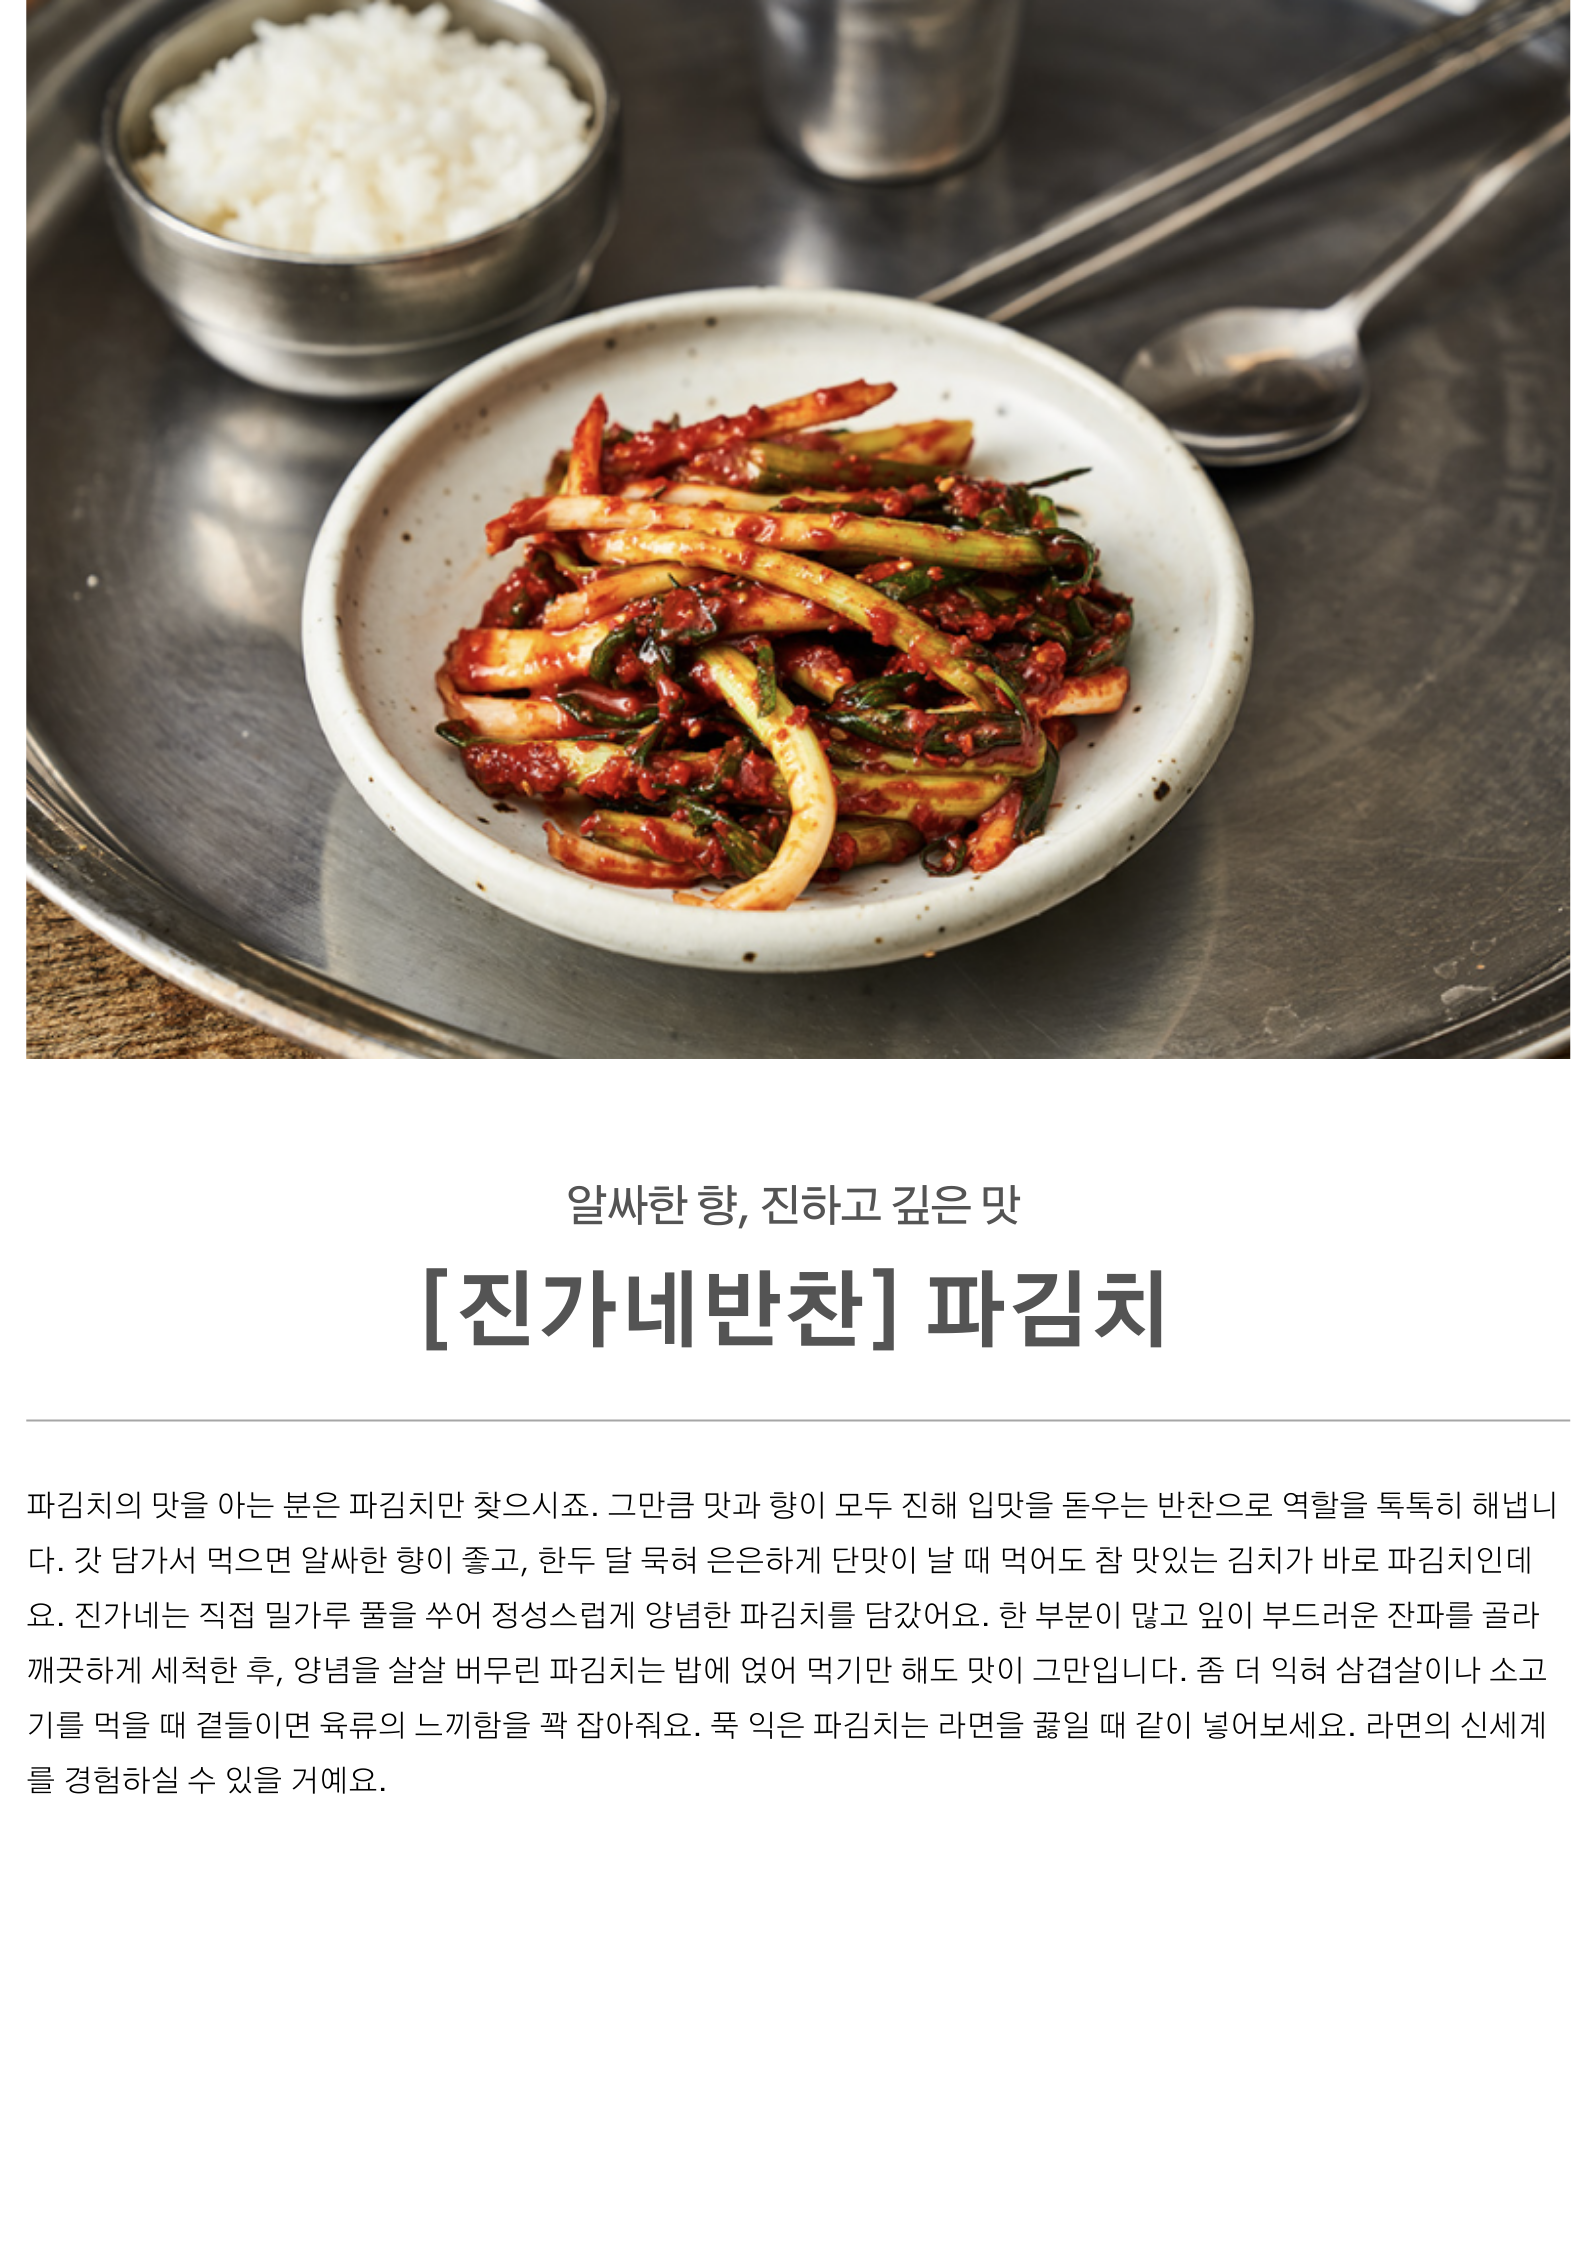 알싸한 향, 진하고 깊은 맛
[진가네반찬] 파김치
파김치의 맛을 아는 분은 파김치만 찾으시죠. 그만큼 맛과 향이 모두 진해 입맛을 돋우는 반찬으로 역할을 톡톡히 해냅니
다. 갓 담가서 먹으면 알싸한 향이 좋고, 한두 달 묵혀 은은하게 단맛이 날 때 먹어도 참 맛있는 김치가 바로 파김치인데
요. 진가네는 직접 밀가루 풀을 쑤어 정성스럽게 양념한 파김치를 담갔어요. 한 부분이 많고 잎이 부드러운 잔파를 골라
깨끗하게 세척한 후, 양념을 살살 버무린 파김치는 밥에 얹어 먹기만 해도 맛이 그만입니다. 좀 더 익혀 삼겹살이나 소고
기를 먹을 때 곁들이면 육류의 느끼함을 꽉 잡아줘요. 푹 익은 파김치는 라면을 끓일 때 같이 넣어보세요. 라면의 신세계
를 경험하실 수 있을 거예요.